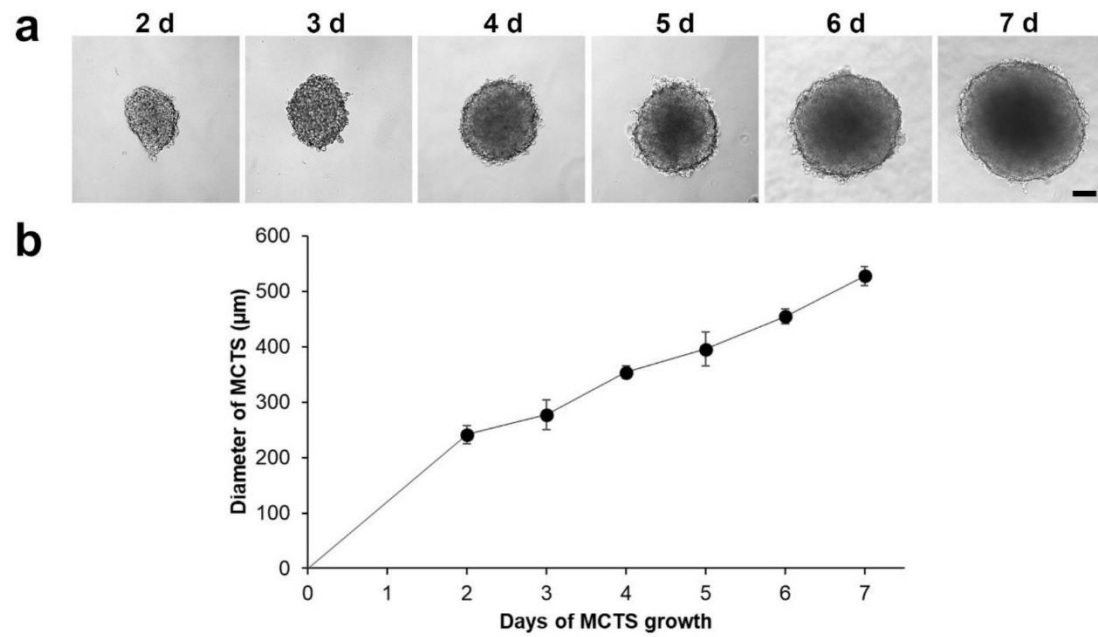 a
2 d 3 d 4 d 5 d 6 d 7 d
b
600
500
400
300
200
100
0
Diameter of MCTS (µm)
0 1 2 3 4 5 6 7
Days of MCTS growth